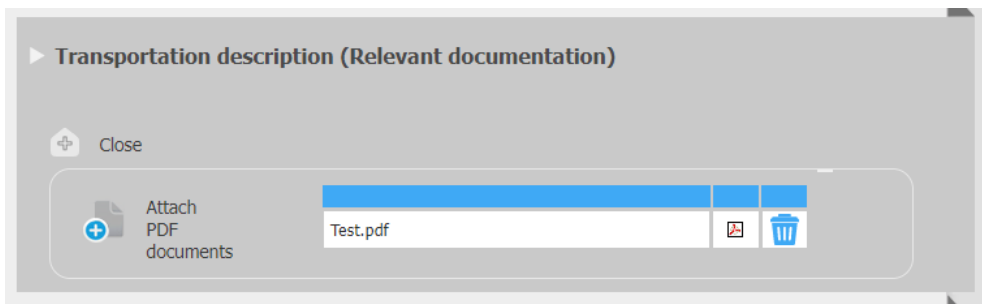 Transportation description (Relevant documentation)
Close
Attach
PDF
documents
Test.pdf